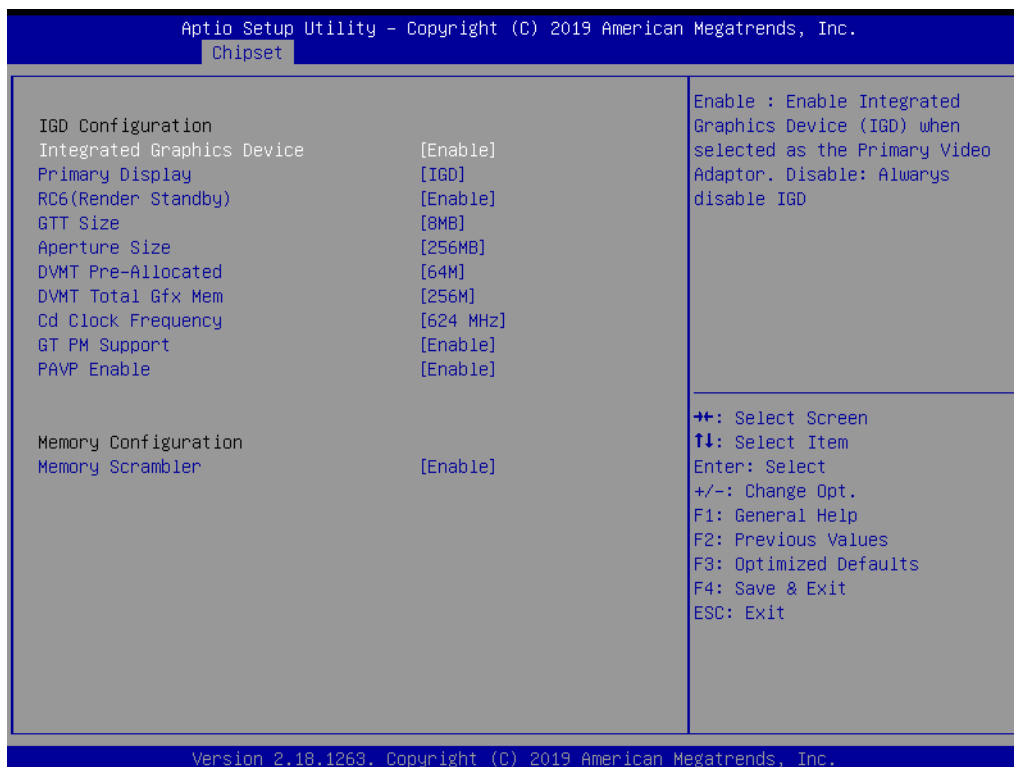 Aptio Setup Utility – Copyright (C) 2019 American Megatrends, Inc.
Chipset
IGD Configuration
Integrated Graphics Device [Enable]
Primary Display [IGD]
RC6(Render Standby) [Enable]
GTT Size [8MB]
Aperture Size [256MB]
DVMT Pre-Allocated [64M]
DVMT Total Gfx Mem [256M]
Cd Clock Frequency [624 MHz]
GT PM Support [Enable]
PAVP Enable [Enable]
Memory Configuration
Memory Scrambler [Enable]
Enable : Enable Integrated
Graphics Device (IGD) when
selected as the Primary Video
Adaptor. Disable: Alwarys
disable IGD
→←: Select Screen
↑↓: Select Item
Enter: Select
+/-: Change Opt.
F1: General Help
F2: Previous Values
F3: Optimized Defaults
F4: Save & Exit
ESC: Exit
Version 2.18.1263. Copyright (C) 2019 American Megatrends, Inc.